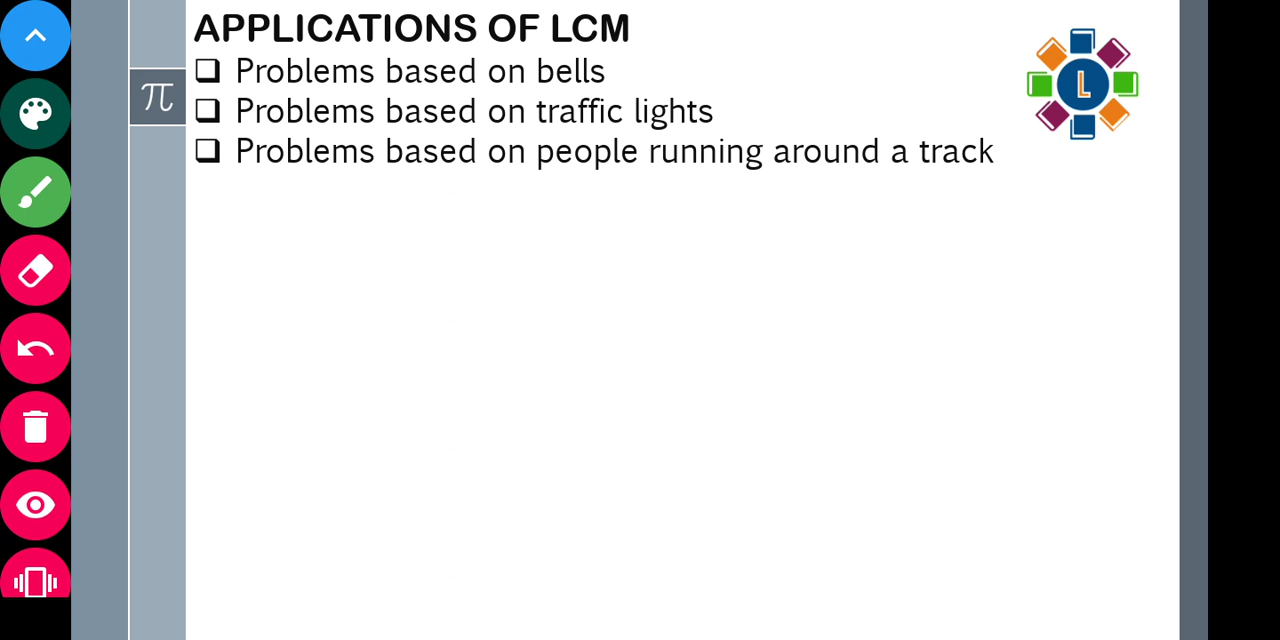 APPLICATIONS OF LCM
❑ Problems based on bells
π
❑ Problems based on traffic lights
❑ Problems based on people running around a track
L